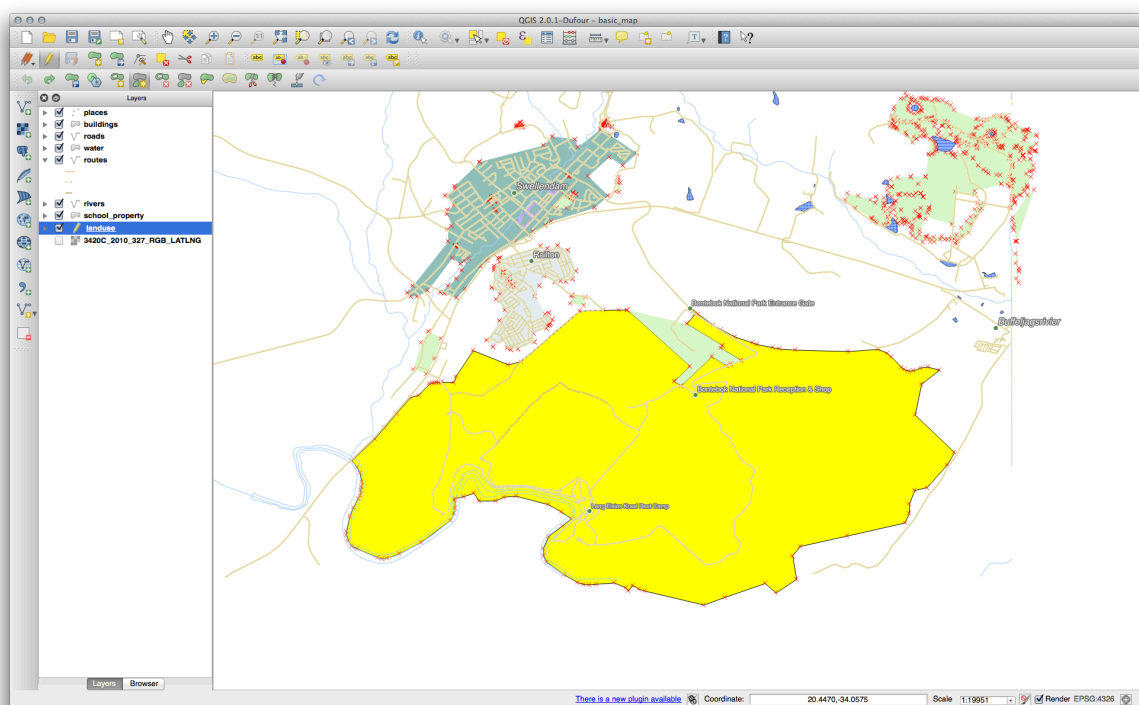 QGIS 2.0.1-Dufour - basic_map
Layers
places
buildings
roads
water
routes
rivers
school_property
landuse
3420C_2010_327_RGB_LATLNG
Swellendam
Railton
Bontebok National Park Entrance Gate
Buffeljagsrivier
Bontebok National Park Reception & Shop
Lang Elsies Kraal Rest Camp
Layers Browser
There is a new plugin available Coordinate: 20.4470,-34.0575 Scale 1:19951 Render EPSG:4326